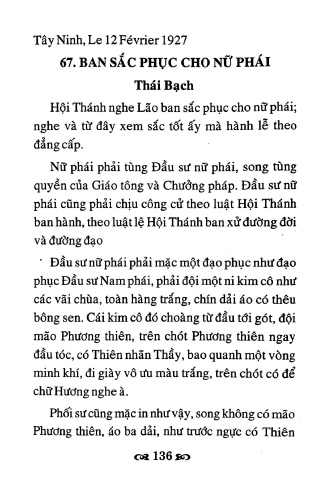 Tây Ninh, Le 12 Février 1927
67. BAN SẮC PHỤC CHO NỮ PHÁI
Thái Bạch
Hội Thánh nghe Lão ban sắc phục cho nữ phái;
nghe và từ đây xem sắc tốt ấy mà hành lễ theo
đẳng cấp.
Nữ phái phải tùng Đầu sư nữ phái, song tùng
quyền của Giáo tông và Chưởng pháp. Đầu sư nữ
phái cũng phải chịu công cử theo luật Hội Thánh
ban hành, theo luật lệ Hội Thánh ban xử đường đời
và đường đạo
Đầu sư nữ phái phải mặc một đạo phục như đạo
phục Đầu sư Nam phái, phải đội một ni kim cô như
các vãi chùa, toàn hàng trắng, chín dải áo có thêu
bông sen. Cái kim cô đó choàng từ đầu tới gót, đội
mão Phương thiên, trên chót Phương thiên ngay
đầu tóc, có Thiên nhãn Thầy, bao quanh một vòng
minh khí, đi giày vô ưu màu trắng, trên chót có để
chữ Hương nghe à.
Phối sư cũng mặc in như vậy, song không có mão
Phương thiên, áo ba dải, như trước ngực có Thiên
136